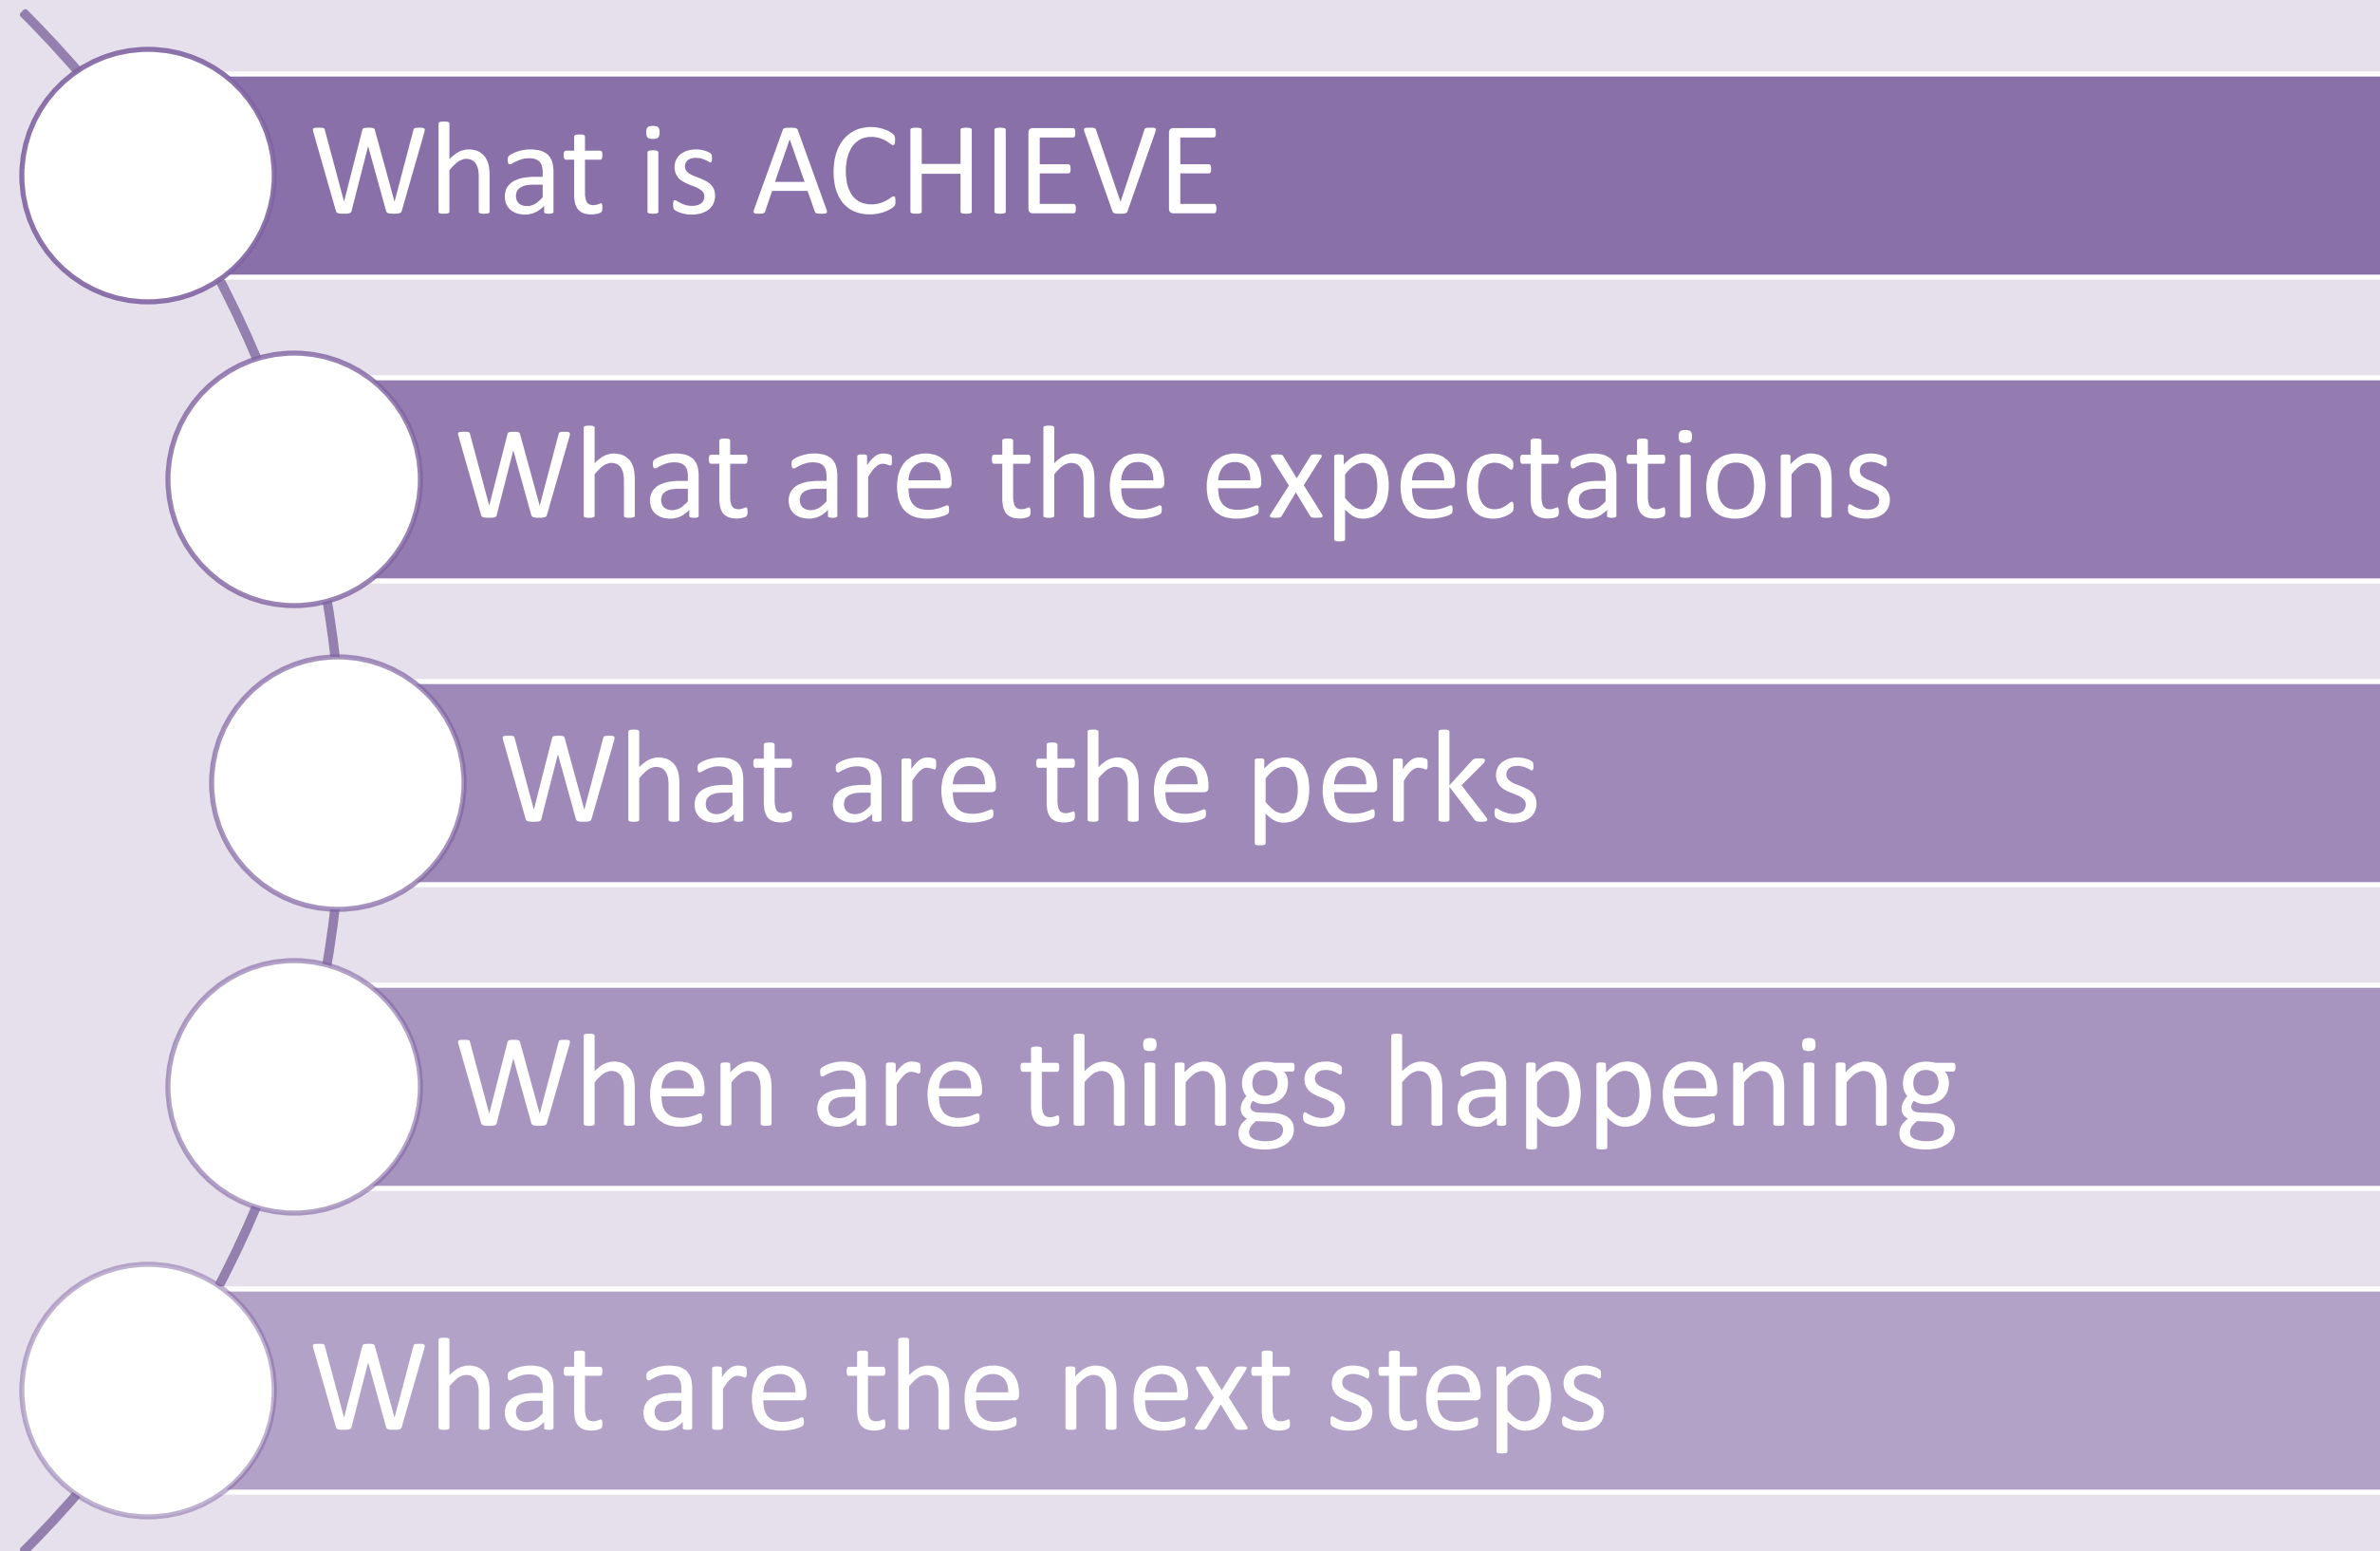 What is ACHIEVE
What are the expectations
What are the perks
When are things happening
What are the next steps